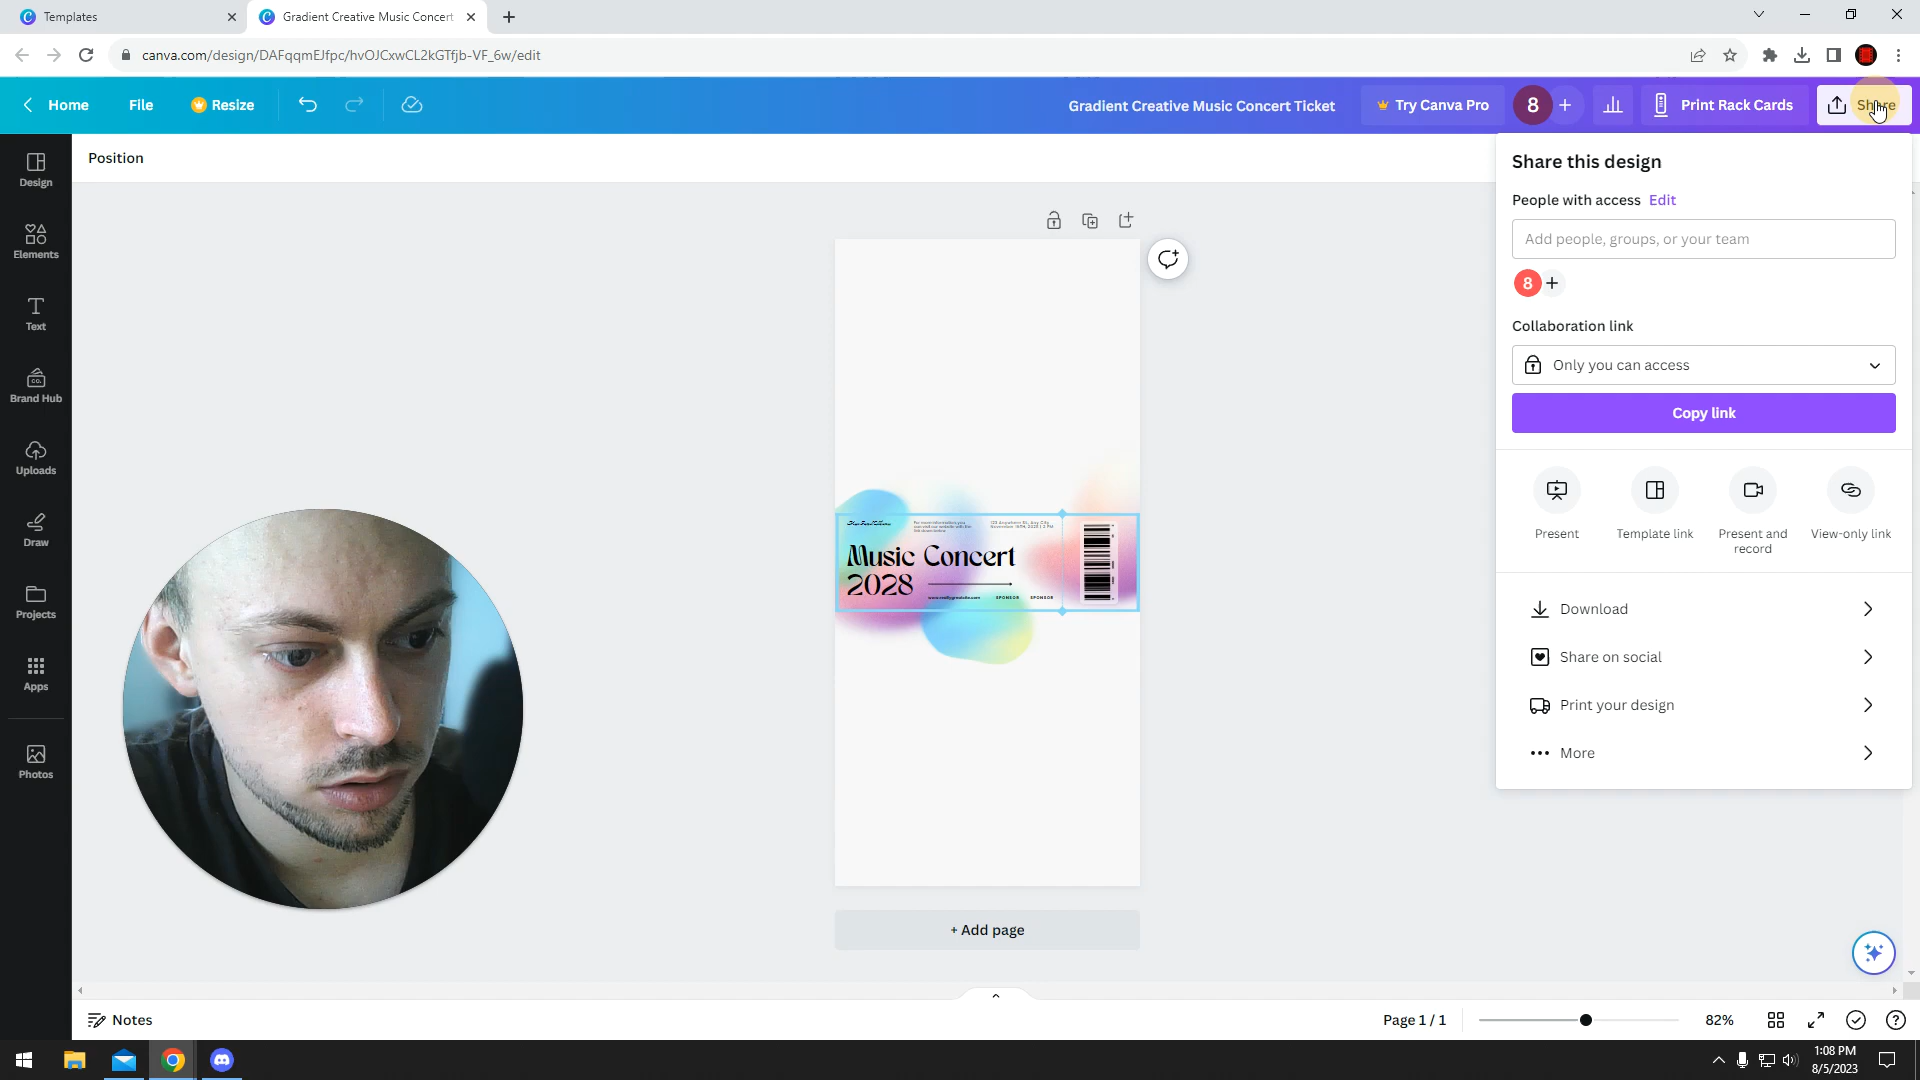 Templates
Gradient Creative Music Concert
canva.com/design/DAFqqmEJfpc/hvOJCxwCL2kGTfjb-VF_6w/edit
Home
File
Resize
Gradient Creative Music Concert Ticket
Try Canva Pro
8
Print Rack Cards
Share
Position
Design
Elements
Text
Brand Hub
Uploads
Draw
Projects
Apps
Photos
Music Concert
2028
SPONSOR
SPONSOR
+ Add page
Share this design
People with access Edit
Add people, groups, or your team
8
Collaboration link
Only you can access
Copy link
Present
Template link
Present and
record
View-only link
Download
Share on social
Print your design
More
Notes
Page 1 / 1
82%
1:08 PM
8/5/2023